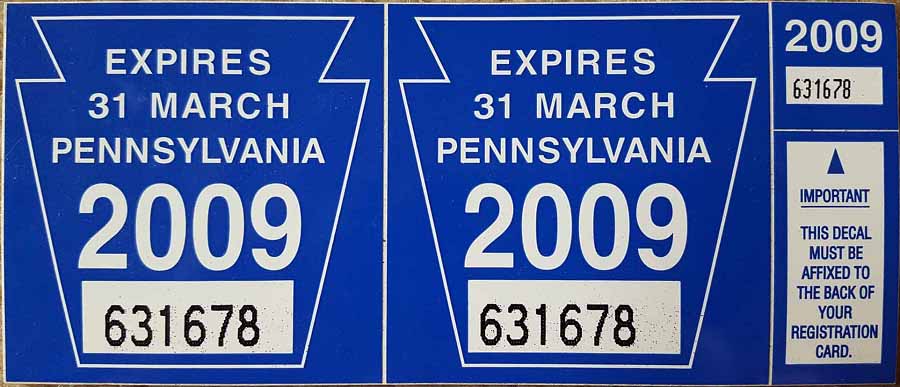 EXPIRES
31 MARCH
PENNSYLVANIA
2009
631678
EXPIRES
31 MARCH
PENNSYLVANIA
2009
631678
2009
631678
IMPORTANT
THIS DECAL
MUST BE
AFFIXED TO
THE BACK OF
YOUR
REGISTRATION
CARD.